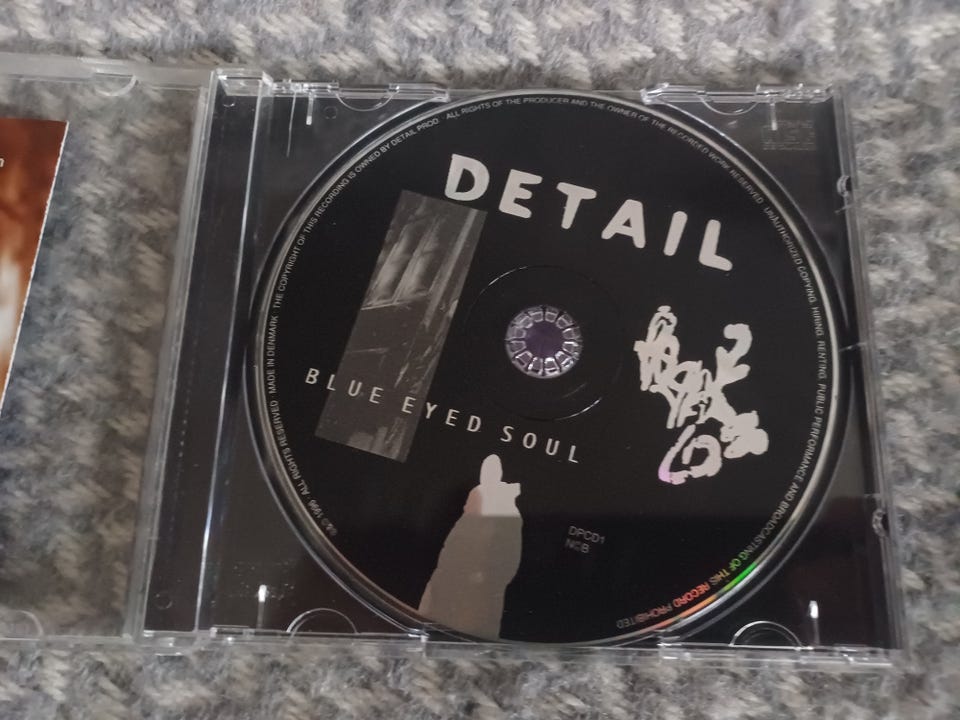 DETAIL
BLUE EYED SOUL
DPCD1
N©B
℗&© 1996 · ALL RIGHTS RESERVED · MADE IN DENMARK · THE COPYRIGHT OF THIS RECORDING IS OWNED BY DETAIL PROD · ALL RIGHTS OF THE PRODUCER AND THE OWNER OF THE RECORDED WORK RESERVED · UNAUTHORIZED COPYING, HIRING, RENTING, PUBLIC PERFORMANCE AND BROADCASTING OF THIS RECORD PROHIBITED